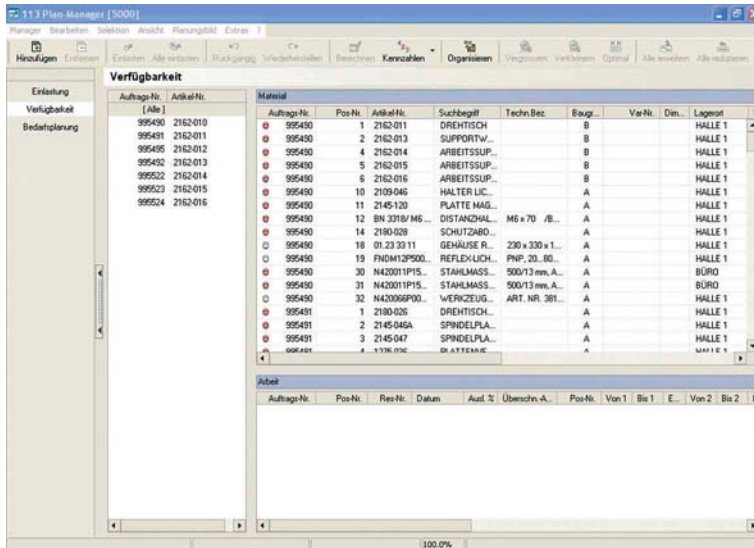 113 Plan-Manager [5000]
Manager Bearbeiten Selektion Ansicht Planungsbild Extras ?
Hinzufügen Entfernen Einlasten Alle einlasten Rückgängig Wiederherstellen Berechnen Kennzahlen Organisieren Vergrössern Verkleinern Optimal Alle erweitern Alle reduzieren
Verfügbarkeit
Einlastung
Verfügbarkeit
Bedarfsplanung
Auftrags-Nr. Artikel-Nr.
[Alle]
995490 2162-010
995491 2162-011
995495 2162-012
995492 2162-013
995522 2162-014
995523 2162-015
995524 2162-016
Material
Auftrags-Nr. Pos-Nr. Artikel-Nr. Suchbegriff Techn.Bez. Baugr... Var-Nr. Dim... Lagerort
995490 1 2162-011 DREHTISCH B HALLE 1
995490 2 2162-013 SUPPORTW... B HALLE 1
995490 4 2162-014 ARBEITSSUP... B HALLE 1
995490 5 2162-015 ARBEITSSUP... B HALLE 1
995490 6 2162-016 ARBEITSSUP... B HALLE 1
995490 10 2109-046 HALTER LIC... A HALLE 1
995490 11 2145-120 PLATTE MAG... A HALLE 1
995490 12 BN 3318/ M6 ... DISTANZHAL... M6 x 70 /B... A HALLE 1
995490 14 2180-028 SCHUTZABD... A HALLE 1
995490 18 01.23 33 11 GEHÄUSE R... 230 x 330 x 1... A HALLE 1
995490 19 FNDM12P500... REFLEX-LICH... PNP, 20...80... A HALLE 1
995490 30 N420011P15... STAHLMASS... 500/13 mm, A... A BÜRO
995490 31 N420011P15... STAHLMASS... 500/13 mm, A... A BÜRO
995490 32 N420066P00... WERKZEUG... ART. NR. 381... A HALLE 1
995491 1 2180-026 DREHTISCH... A HALLE 1
995491 2 2145-046A SPINDELPLA... A HALLE 1
995491 3 2145-047 SPINDELPLA... A HALLE 1
995491 4 A HALLE 1
Arbeit
Auftrags-Nr. Pos-Nr. Res-Nr. Datum Ausl. % Überschn.-A... Pos-Nr. Von 1 Bis 1 E... Von 2 Bis 2
100.0%